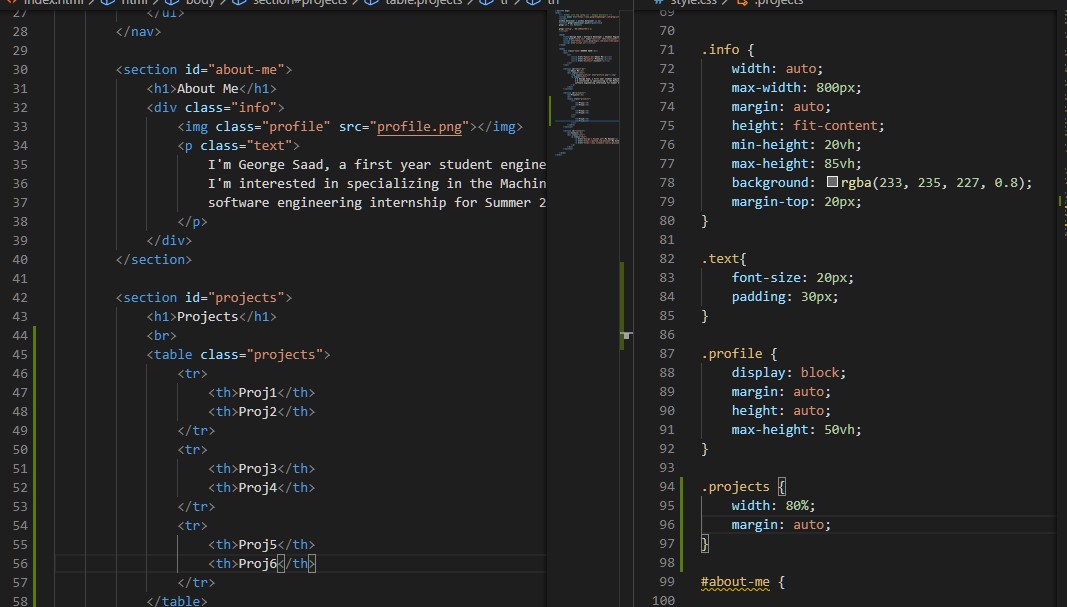 index.html / html / body / section#projects / table.projects / tr / th
27 </ul>
28 </nav>
29
30 <section id="about-me">
31 <h1>About Me</h1>
32 <div class="info">
33 <img class="profile" src="profile.png"></img>
34 <p class="text">
35 I'm George Saad, a first year student engine
36 I'm interested in specializing in the Machin
37 software engineering internship for Summer 2
38 </p>
39 </div>
40 </section>
41
42 <section id="projects">
43 <h1>Projects</h1>
44 <br>
45 <table class="projects">
46 <tr>
47 <th>Proj1</th>
48 <th>Proj2</th>
49 </tr>
50 <tr>
51 <th>Proj3</th>
52 <th>Proj4</th>
53 </tr>
54 <tr>
55 <th>Proj5</th>
56 <th>Proj6</th>
57 </tr>
58 </table>
style.css / .projects
69
70
71 .info {
72 width: auto;
73 max-width: 800px;
74 margin: auto;
75 height: fit-content;
76 min-height: 20vh;
77 max-height: 85vh;
78 background: rgba(233, 235, 227, 0.8);
79 margin-top: 20px;
80 }
81
82 .text{
83 font-size: 20px;
84 padding: 30px;
85 }
86
87 .profile {
88 display: block;
89 margin: auto;
90 height: auto;
91 max-height: 50vh;
92 }
93
94 .projects {
95 width: 80%;
96 margin: auto;
97 }
98
99 #about-me {
100